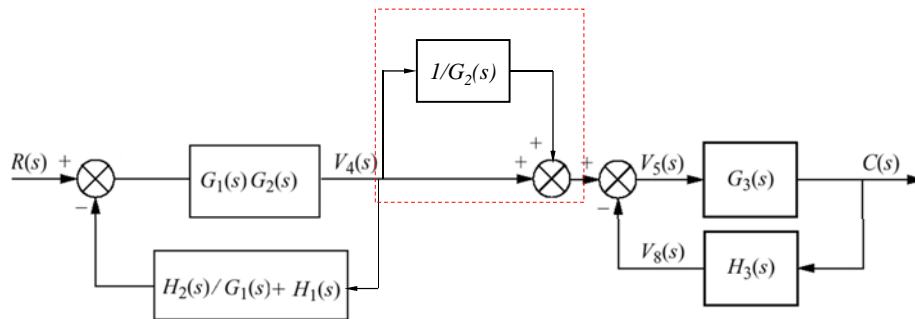 1/G₂(s)
+
R(s) + V₄(s) + + V₅(s) C(s)
G₁(s)G₂(s) G₃(s)
− −
V₈(s)
H₂(s)/G₁(s)+ H₁(s) H₃(s)